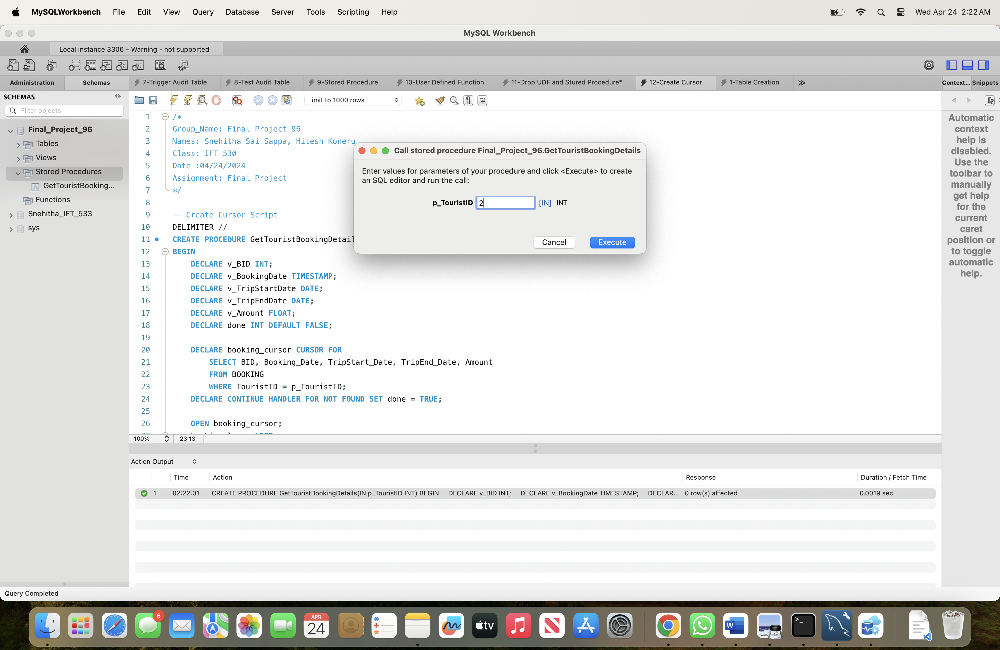 MySQLWorkbench File Edit View Query Database Server Tools Scripting Help Wed Apr 24 2:22 AM
MySQL Workbench
Local instance 3306 - Warning - not supported
Administration Schemas 7-Trigger Audit Table 8-Test Audit Table 9-Stored Procedure 10-User Defined Function 11-Drop UDF and Stured Procedure* 12-Create Cursor 1-Table Creation Context... Snippets
SCHEMAS
Filter objects
Final_Project_96
Tables
Views
Stored Procedures
GetTouristBooking...
Functions
Snehitha_IFT_533
sys
Limit to 1000 rows
1 /*
2 Group_Name: Final Project 96
3 Names: Snehitha Sai Sappa, Hitesh Koneru
4 Class: IFT 530
5 Date :04/24/2024
6 Assignment: Final Project
7 */
8
9 -- Create Cursor Script
10 DELIMITER //
11 CREATE PROCEDURE GetTouristBookingDetail
12 BEGIN
13 DECLARE v_BID INT;
14 DECLARE v_BookingDate TIMESTAMP;
15 DECLARE v_TripStartDate DATE;
16 DECLARE v_TripEndDate DATE;
17 DECLARE v_Amount FLOAT;
18 DECLARE done INT DEFAULT FALSE;
19
20 DECLARE booking_cursor CURSOR FOR
21 SELECT BID, Booking_Date, TripStart_Date, TripEnd_Date, Amount
22 FROM BOOKING
23 WHERE TouristID = p_TouristID;
24 DECLARE CONTINUE HANDLER FOR NOT FOUND SET done = TRUE;
25
26 OPEN booking_cursor;
Call stored procedure Final_Project_96.GetTouristBookingDetails
Enter values for parameters of your procedure and click <Execute> to create
an SQL editor and run the call:
p_TouristID 2 [IN] INT
Cancel Execute
Automatic
context
help is
disabled.
Use the
toolbar to
manually
get help
for the
current
caret
position or
to toggle
automatic
help.
100% 23:13
Action Output
Time Action Response Duration / Fetch Time
1 02:22:01 CREATE PROCEDURE GetTouristBookingDetails(IN p_TouristID INT) BEGIN DECLARE v_BID INT; DECLARE v_BookingDate TIMESTAMP; DECLAR... 0 row(s) affected 0.0019 sec
Query Completed
6
APR
24
tv
W
>_